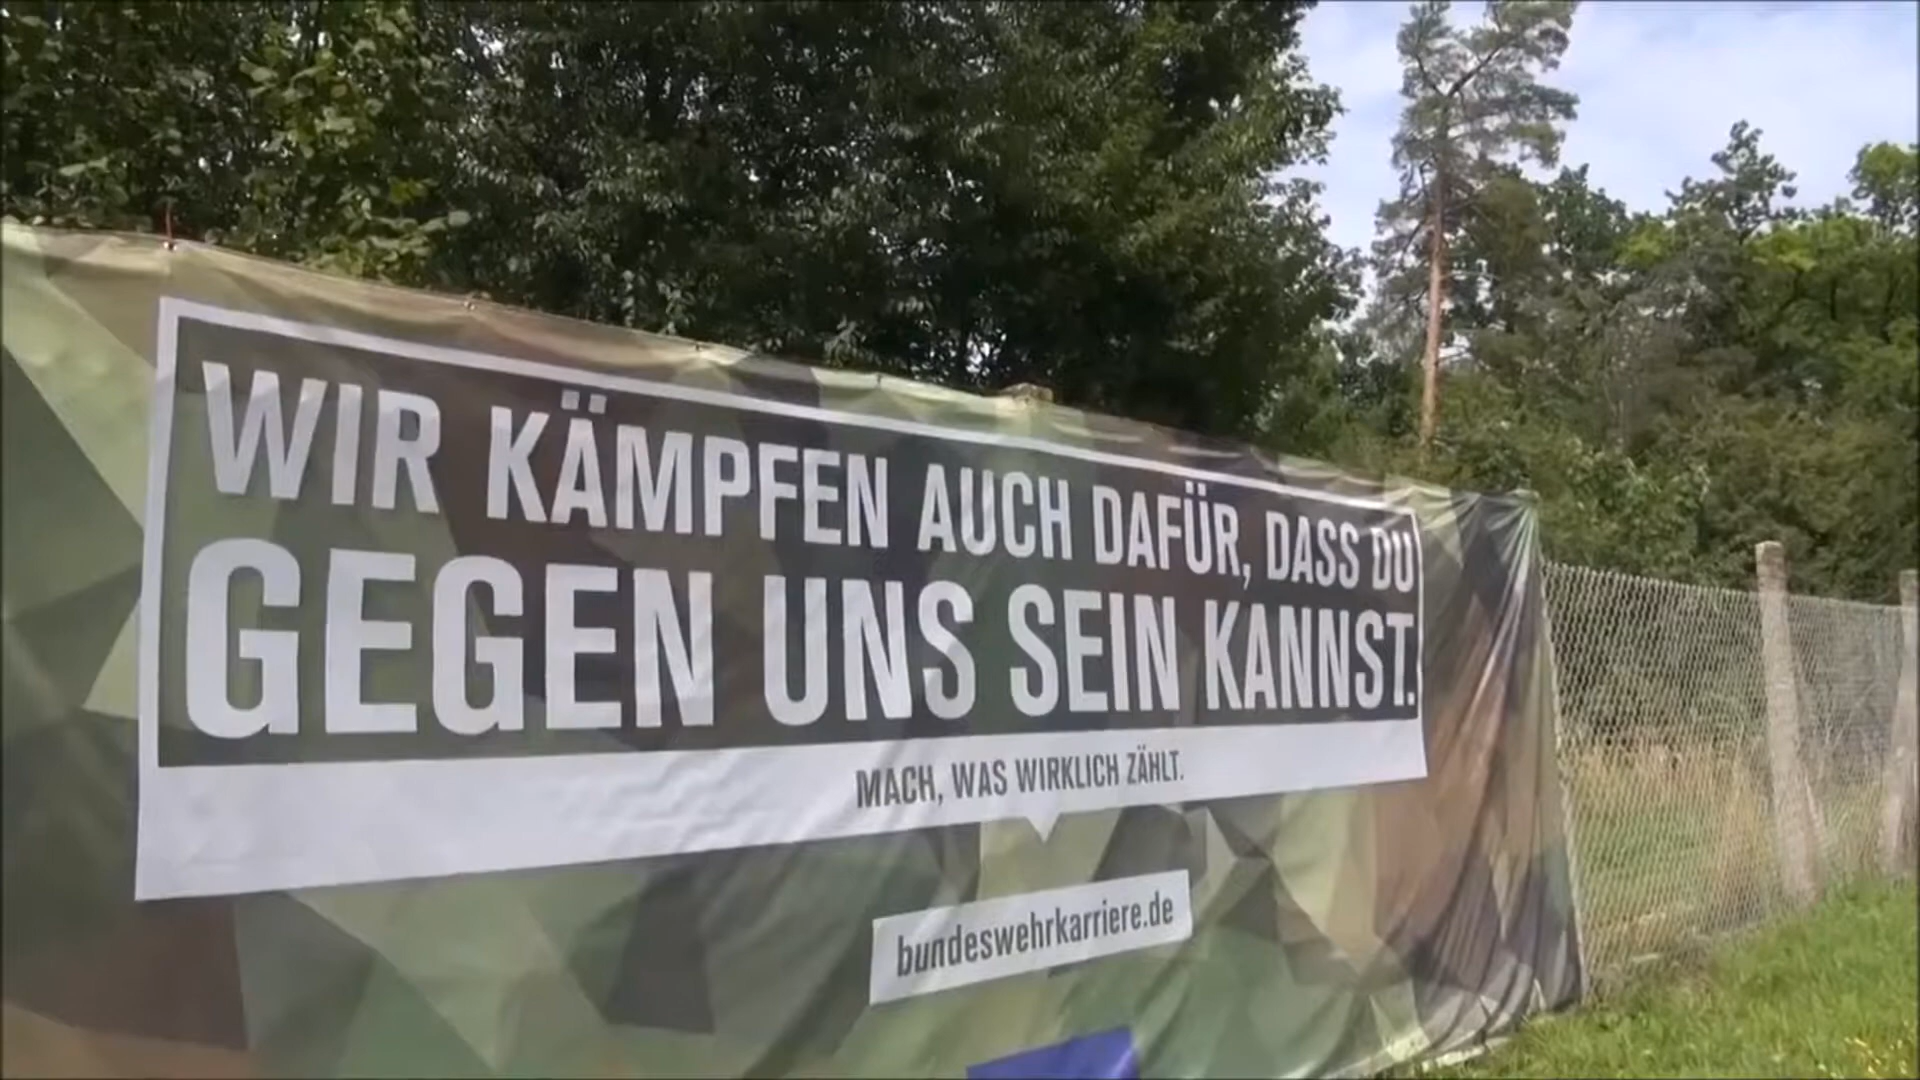 WIR KÄMPFEN AUCH DAFÜR, DASS DU
GEGEN UNS SEIN KANNST.
MACH, WAS WIRKLICH ZÄHLT.
bundeswehrkarriere.de